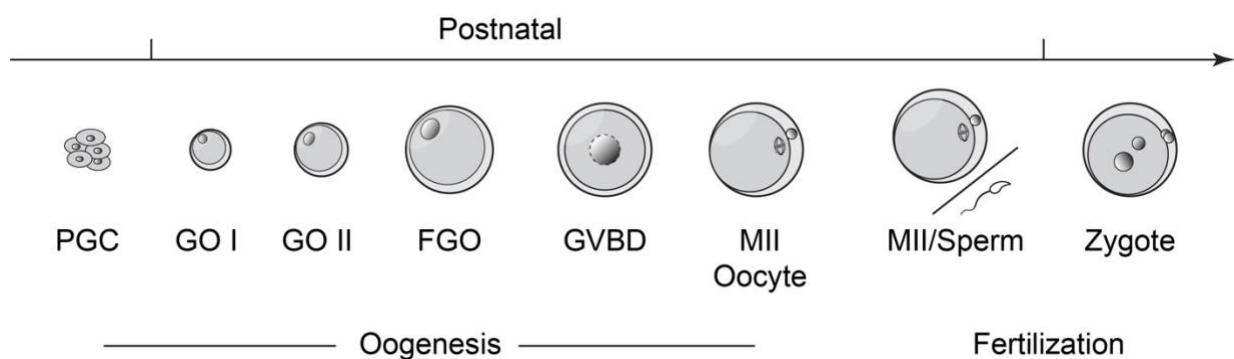 Postnatal
PGC GO I GO II FGO GVBD MII Oocyte MII/Sperm Zygote
Oogenesis Fertilization